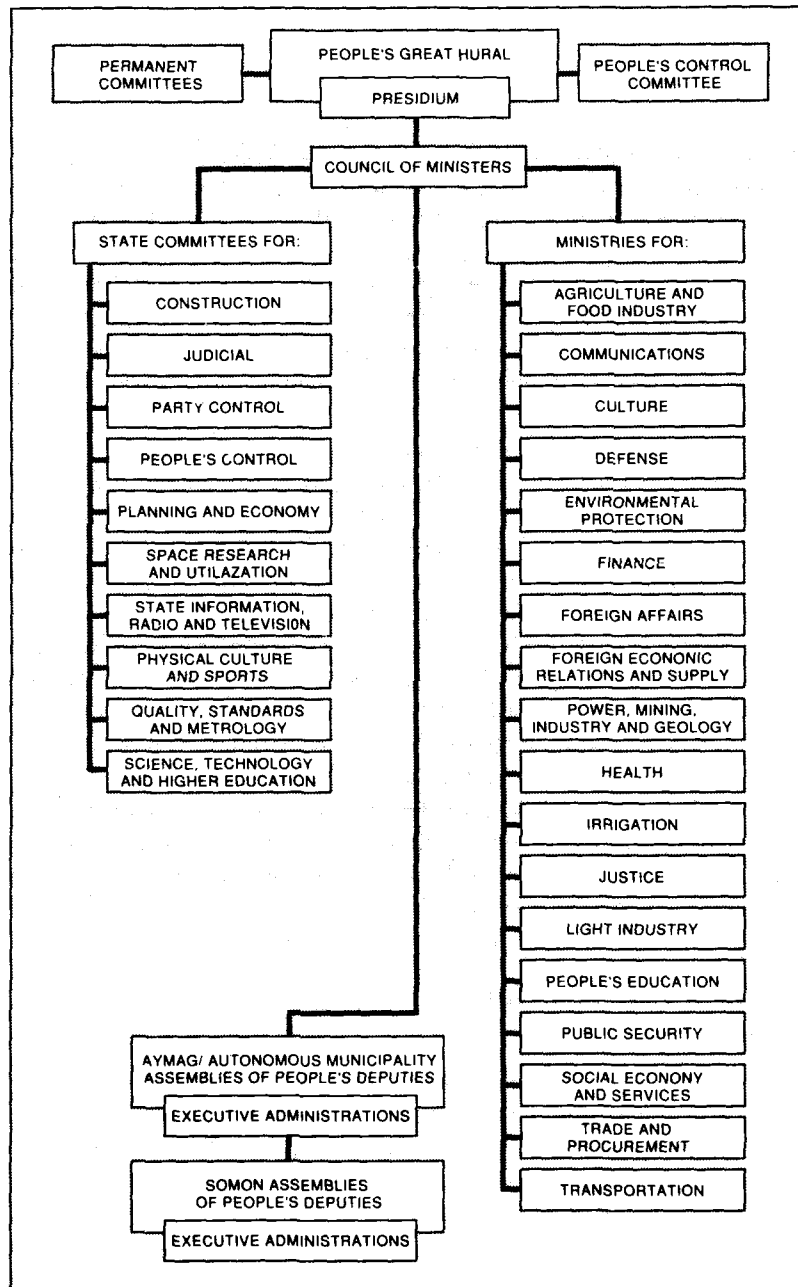 PEOPLE'S GREAT HURAL
PERMANENT
COMMITTEES
PEOPLE'S CONTROL
COMMITTEE
PRESIDIUM
COUNCIL OF MINISTERS
STATE COMMITTEES FOR:
CONSTRUCTION
JUDICIAL
PARTY CONTROL
PEOPLE'S CONTROL
PLANNING AND ECONOMY
SPACE RESEARCH
AND UTILAZATION
STATE INFORMATION,
RADIO AND TELEVISION
PHYSICAL CULTURE
AND SPORTS
QUALITY, STANDARDS
AND METROLOGY
SCIENCE, TECHNOLOGY
AND HIGHER EDUCATION
MINISTRIES FOR:
AGRICULTURE AND
FOOD INDUSTRY
COMMUNICATIONS
CULTURE
DEFENSE
ENVIRONMENTAL
PROTECTION
FINANCE
FOREIGN AFFAIRS
FOREIGN ECONONIC
RELATIONS AND SUPPLY
POWER, MINING,
INDUSTRY AND GEOLOGY
HEALTH
IRRIGATION
JUSTICE
LIGHT INDUSTRY
PEOPLE'S EDUCATION
PUBLIC SECURITY
SOCIAL ECONOMY
AND SERVICES
TRADE AND
PROCUREMENT
TRANSPORTATION
AYMAG/ AUTONOMOUS MUNICIPALITY
ASSEMBLIES OF PEOPLE'S DEPUTIES
EXECUTIVE ADMINISTRATIONS
SOMON ASSEMBLIES
OF PEOPLE'S DEPUTIES
EXECUTIVE ADMINISTRATIONS